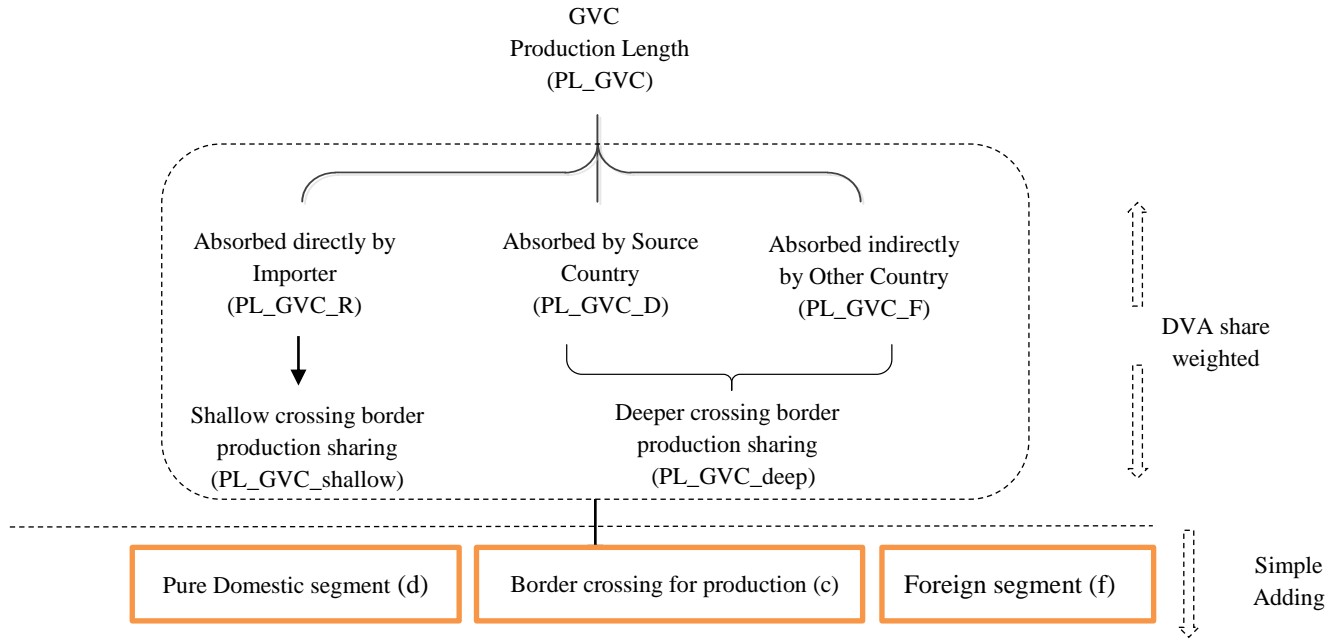 GVC
Production Length
(PL_GVC)
Absorbed directly by
Importer
(PL_GVC_R)
Absorbed by Source
Country
(PL_GVC_D)
Absorbed indirectly
by Other Country
(PL_GVC_F)
DVA share
weighted
Shallow crossing border
production sharing
(PL_GVC_shallow)
Deeper crossing border
production sharing
(PL_GVC_deep)
Pure Domestic segment (d)
Border crossing for production (c)
Foreign segment (f)
Simple
Adding